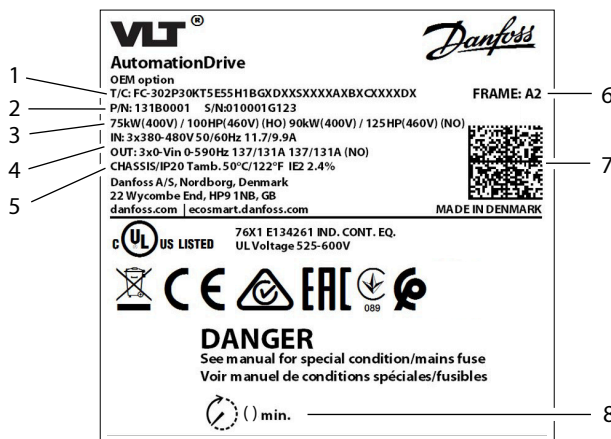 VLT ®
Danfoss
AutomationDrive
OEM option
1
T/C: FC-302P30KT5E55H1BGXDXXSXXXXAXBXCXXXXDX
FRAME: A2
6
2
P/N: 131B0001 S/N:010001G123
3
75kW(400V) / 100HP(460V) (HO) 90kW(400V) / 125HP(460V) (NO)
IN: 3x380-480V 50/60Hz 11.7/9.9A
4
OUT: 3x0-Vin 0-590Hz 137/131A 137/131A (NO)
7
5
CHASSIS/IP20 Tamb. 50°C/122°F IE2 2.4%
Danfoss A/S, Nordborg, Denmark
22 Wycombe End, HP9 1NB, GB
danfoss.com | ecosmart.danfoss.com
MADE IN DENMARK
c UL US LISTED
76X1 E134261 IND. CONT. EQ.
UL Voltage 525-600V
CE EAC
089
DANGER
See manual for special condition/mains fuse
Voir manuel de conditions spéciales/fusibles
( ) min.
8